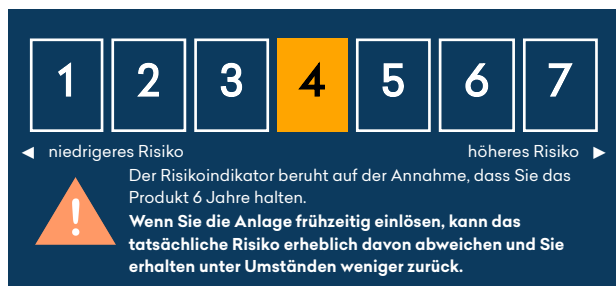 1 2 3 4 5 6 7
◄ niedrigeres Risiko höheres Risiko ►
Der Risikoindikator beruht auf der Annahme, dass Sie das
Produkt 6 Jahre halten.
!
Wenn Sie die Anlage frühzeitig einlösen, kann das
tatsächliche Risiko erheblich davon abweichen und Sie
erhalten unter Umständen weniger zurück.